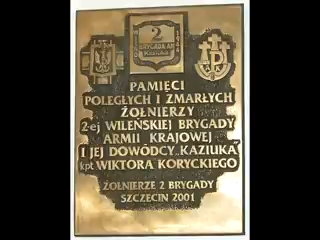 2
BRYGADA AK
KAZIUKA
PAMIĘCI
POLEGŁYCH I ZMARŁYCH
ŻOŁNIERZY
2-ej WILEŃSKIEJ BRYGADY
ARMII KRAJOWEJ
I JEJ DOWÓDCY „KAZIUKA"
kpt WIKTORA KORYCKIEGO
ŻOŁNIERZE 2 BRYGADY
SZCZECIN 2001